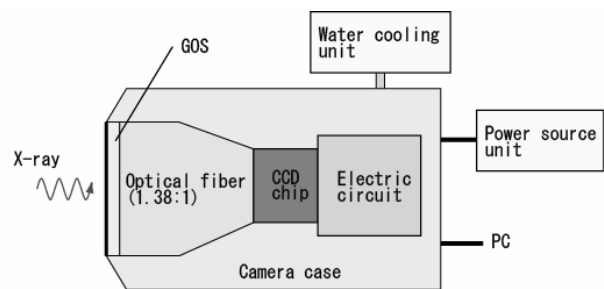 Water cooling
unit
GOS
Power source
unit
X-ray
Optical fiber
(1.38:1)
CCD
chip
Electric
circuit
PC
Camera case